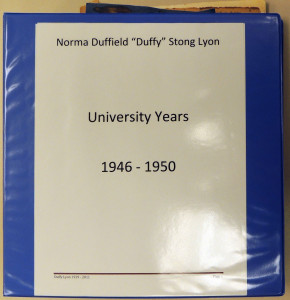 Norma Duffield “Duffy” Stong Lyon
University Years
1946 - 1950